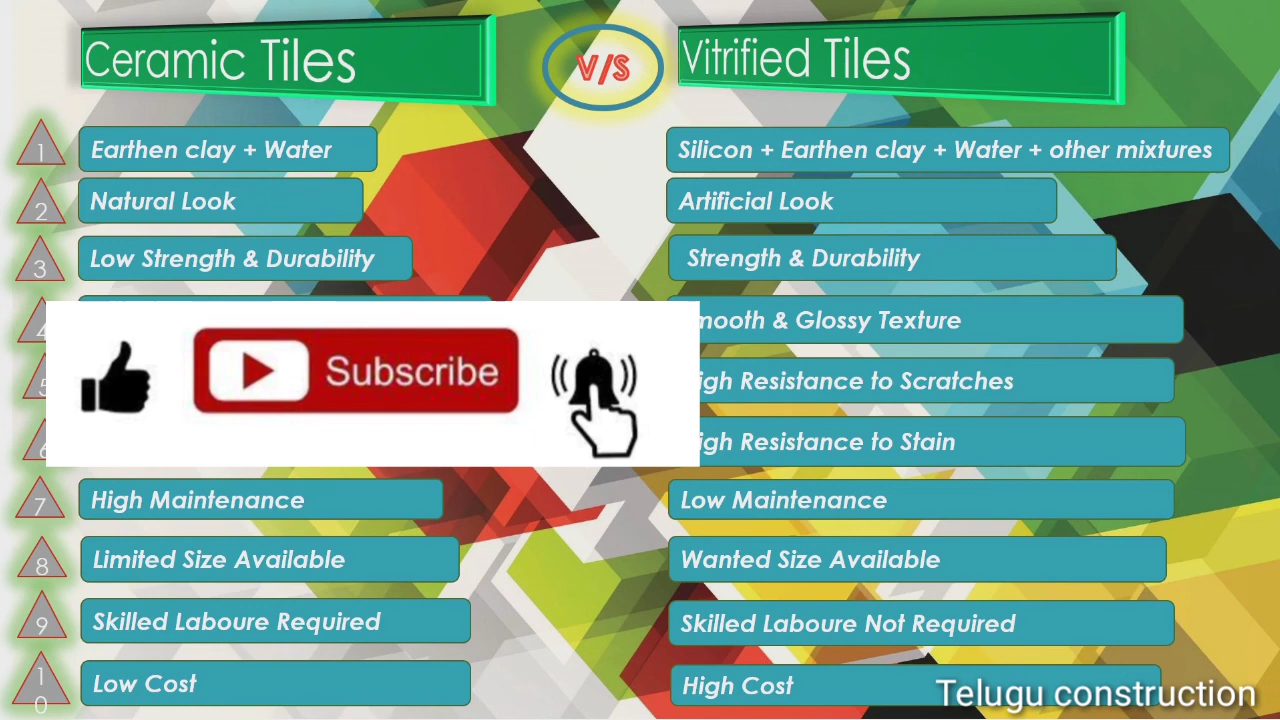 Ceramic Tiles
V/S
Vitrified Tiles
1
Earthen clay + Water
Silicon + Earthen clay + Water + other mixtures
2
Natural Look
Artificial Look
3
Low Strength & Durability
Strength & Durability
mooth & Glossy Texture
Subscribe
igh Resistance to Scratches
igh Resistance to Stain
7
High Maintenance
Low Maintenance
8
Limited Size Available
Wanted Size Available
9
Skilled Laboure Required
Skilled Laboure Not Required
10
Low Cost
High Cost
Telugu construction